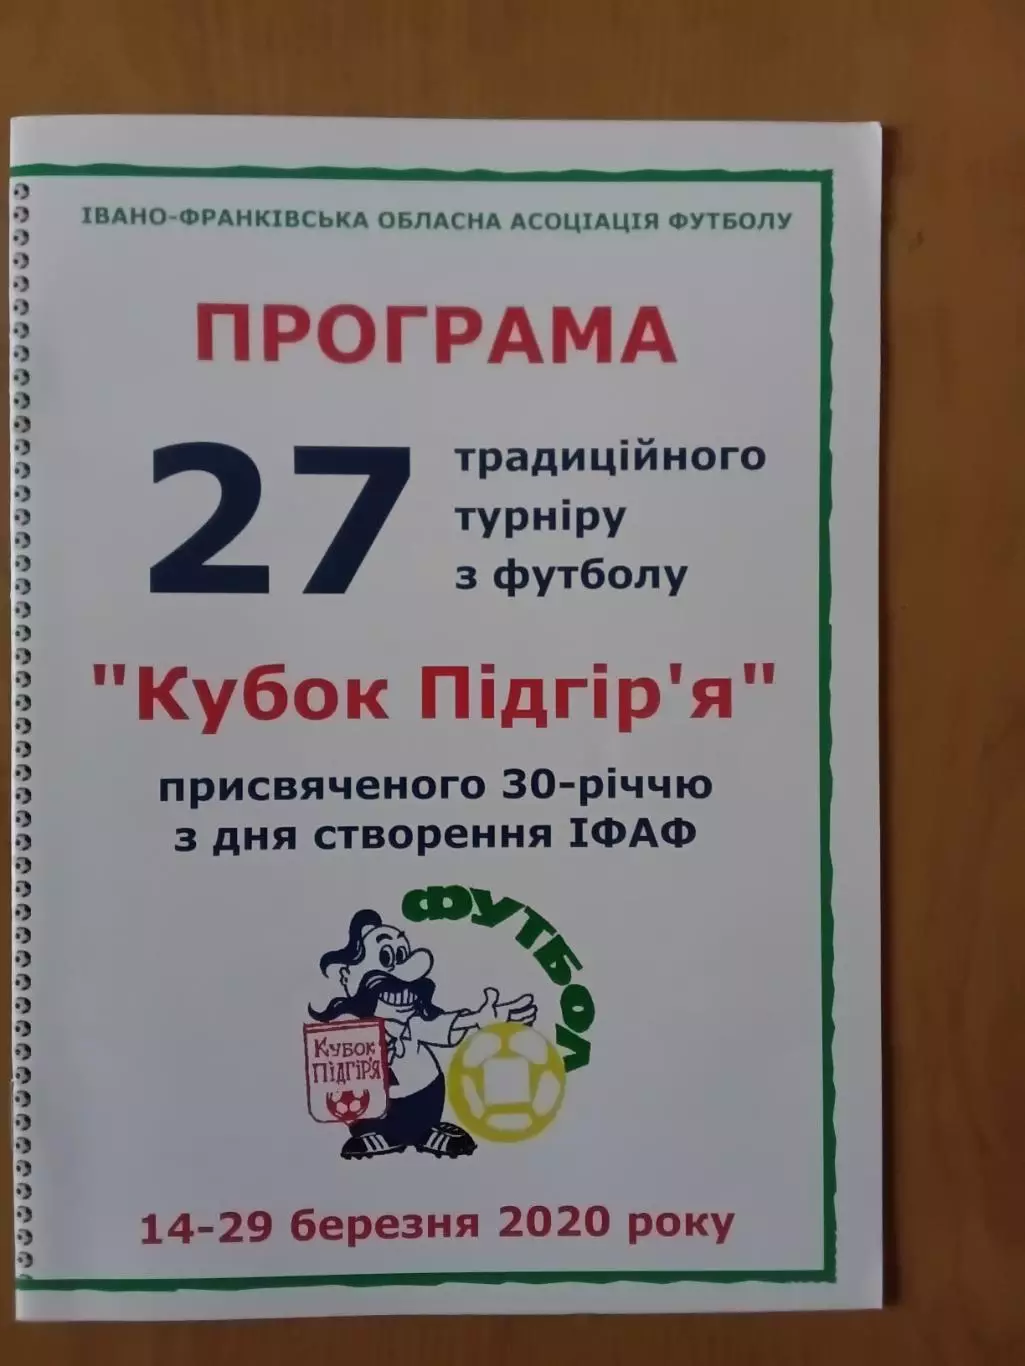 ІВАНО-ФРАНКІВСЬКА ОБЛАСНА АСОЦІАЦІЯ ФУТБОЛУ
ПРОГРАМА
27
традиційного
турніру
з футболу
"Кубок Підгір'я"
присвяченого 30-річчю
з дня створення ІФАФ
ФУТБОЛ
КУБОК
ПІДГІР'Я
14-29 березня 2020 року